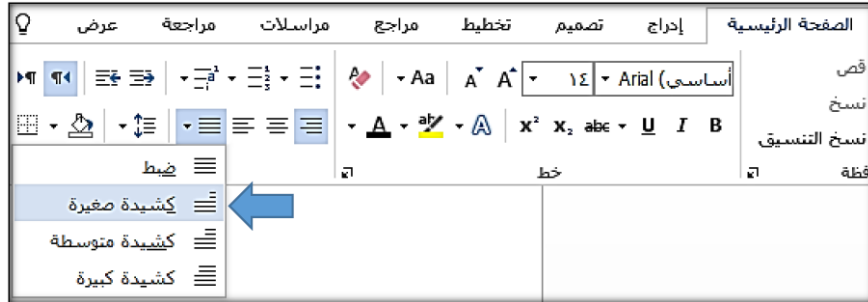 الصفحة الرئيسية إدراج تصميم تخطيط مراجع مراسلات مراجعة عرض
قص
نسخ
نسخ التنسيق
أساسي) Arial ١٤ A A Aa
B I U abc X₂ X² A ab A
خط
ضبط
كشيدة صغيرة
كشيدة متوسطة
كشيدة كبيرة